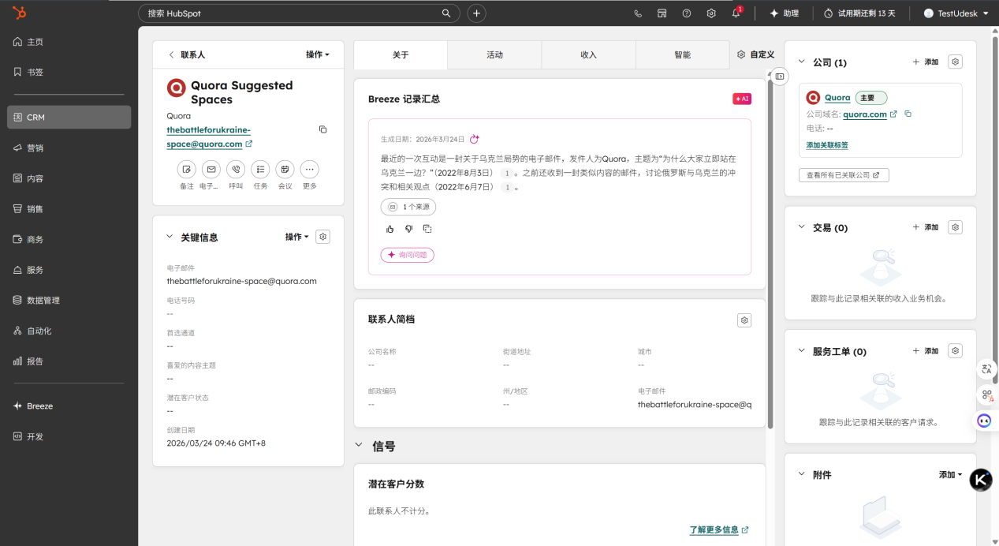 搜索 HubSpot
1
助理
试用期还剩 13 天
TestUdesk
主页
书签
CRM
营销
内容
销售
商务
服务
数据管理
自动化
报告
Breeze
开发
联系人
操作
Quora Suggested
Spaces
Quora
thebattleforukraine-
space@quora.com
备注
电子...
呼叫
任务
会议
更多
关键信息
操作
电子邮件
thebattleforukraine-space@quora.com
电话号码
--
首选通道
--
喜爱的内容主题
--
潜在客户状态
--
创建日期
2026/03/24 09:46 GMT+8
关于
活动
收入
智能
自定义
Breeze 记录汇总
AI
生成日期：2026年3月24日
最近的一次互动是一封关于乌克兰局势的电子邮件，发件人为Quora，主题为“为什么大家立即站在
乌克兰一边？”（2022年8月3日） 1 。之前还收到一封类似内容的邮件，讨论俄罗斯与乌克兰的冲
突和相关观点（2022年6月7日） 1 。
1 个来源
询问问题
联系人简档
公司名称
街道地址
城市
--
--
--
邮政编码
州/地区
电子邮件
--
--
thebattleforukraine-space@q
信号
潜在客户分数
此联系人不计分。
了解更多信息
公司 (1)
添加
Quora
主要
公司域名: quora.com
电话: --
添加关联标签
查看所有已关联公司
交易 (0)
添加
跟踪与此记录相关联的收入业务机会。
服务工单 (0)
添加
跟踪与此记录相关联的客户请求。
附件
添加
K